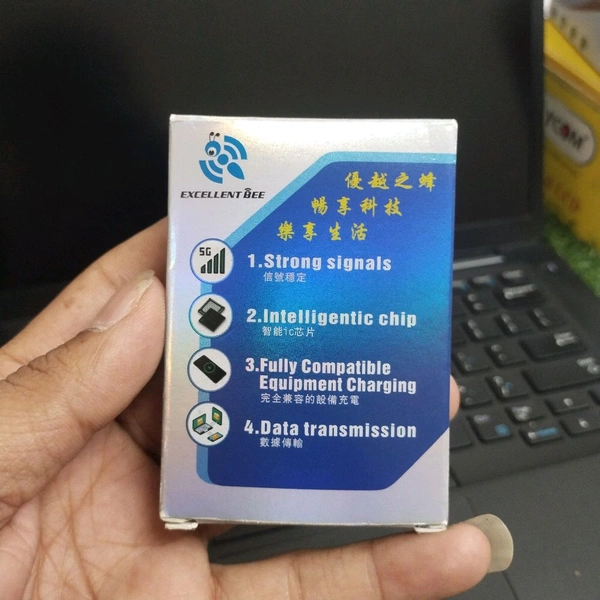 EXCELLENT BEE
優越之蜂
暢享科技
樂享生活
5G
1.Strong signals
信號穩定
2.Intelligentic chip
智能ic芯片
3.Fully Compatible
Equipment Charging
完全兼容的設備充電
4.Data transmission
數據傳輸